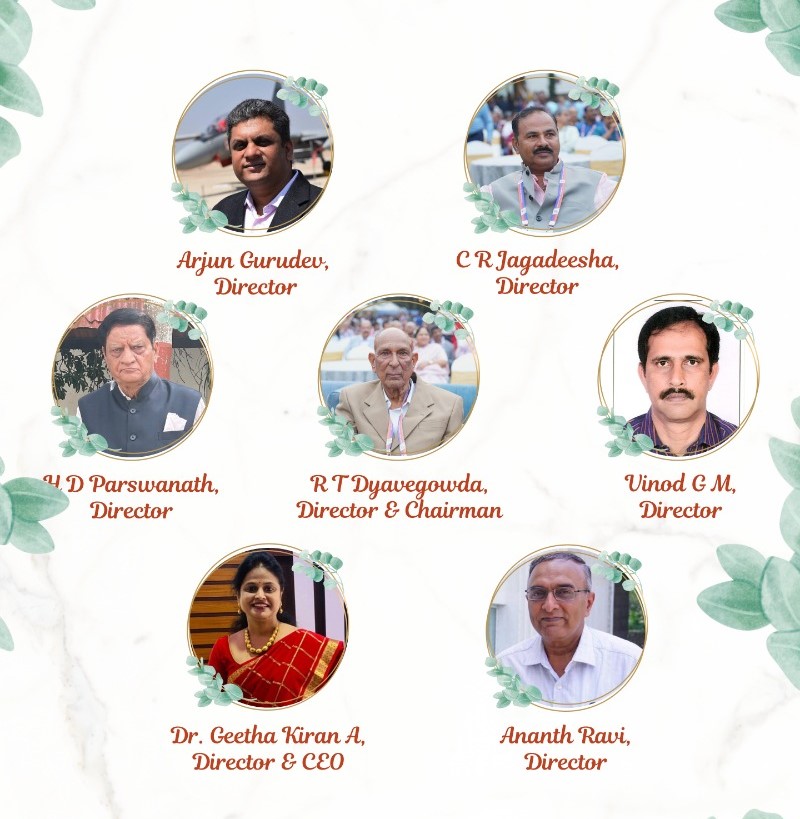 Arjun Gurudev,
Director
C R Jagadeesha,
Director
H D Parswanath,
Director
R T Dyavegowda,
Director & Chairman
Vinod G M,
Director
Dr. Geetha Kiran A,
Director & CEO
Ananth Ravi,
Director